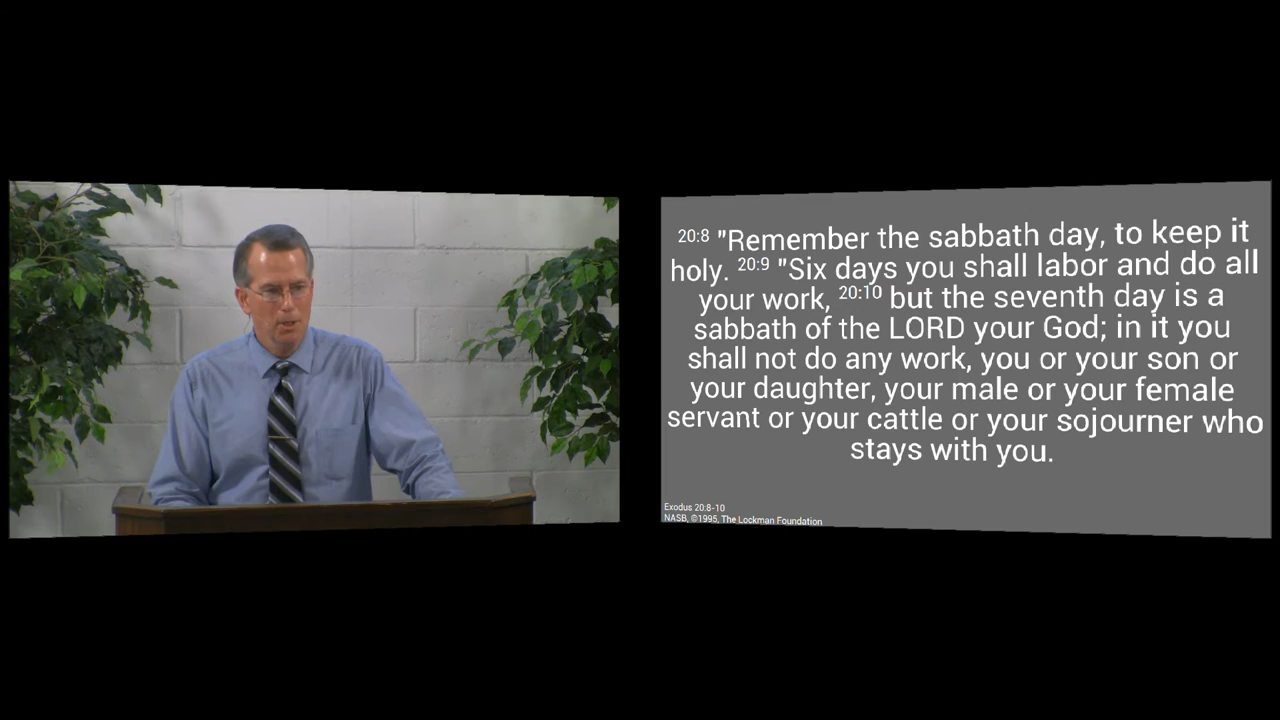 20:8 "Remember the sabbath day, to keep it
holy. 20:9 "Six days you shall labor and do all
your work, 20:10 but the seventh day is a
sabbath of the LORD your God; in it you
shall not do any work, you or your son or
your daughter, your male or your female
servant or your cattle or your sojourner who
stays with you.
Exodus 20:8-10
NASB, ©1995, The Lockman Foundation